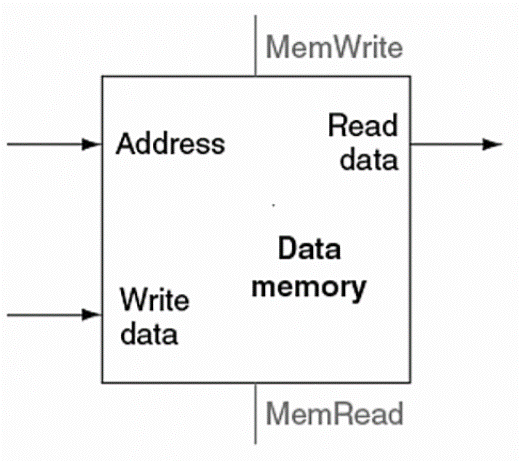 MemWrite
Address
Read
data
Data
memory
Write
data
MemRead